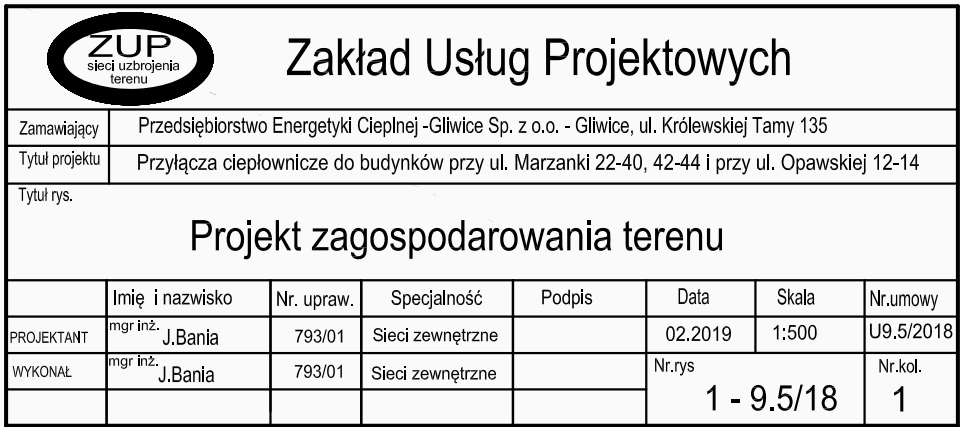 ZUP
sieci uzbrojenia
terenu
Zakład Usług Projektowych
Zamawiający Przedsiębiorstwo Energetyki Cieplnej -Gliwice Sp. z o.o. - Gliwice, ul. Królewskiej Tamy 135
Tytuł projektu Przyłącza ciepłownicze do budynków przy ul. Marzanki 22-40, 42-44 i przy ul. Opawskiej 12-14
Tytuł rys.
Projekt zagospodarowania terenu
Imię i nazwisko Nr. upraw. Specjalność Podpis Data Skala Nr.umowy
PROJEKTANT mgr inż. J.Bania 793/01 Sieci zewnętrzne 02.2019 1:500 U9.5/2018
WYKONAŁ mgr inż. J.Bania 793/01 Sieci zewnętrzne Nr.rys Nr.kol.
1 - 9.5/18 1